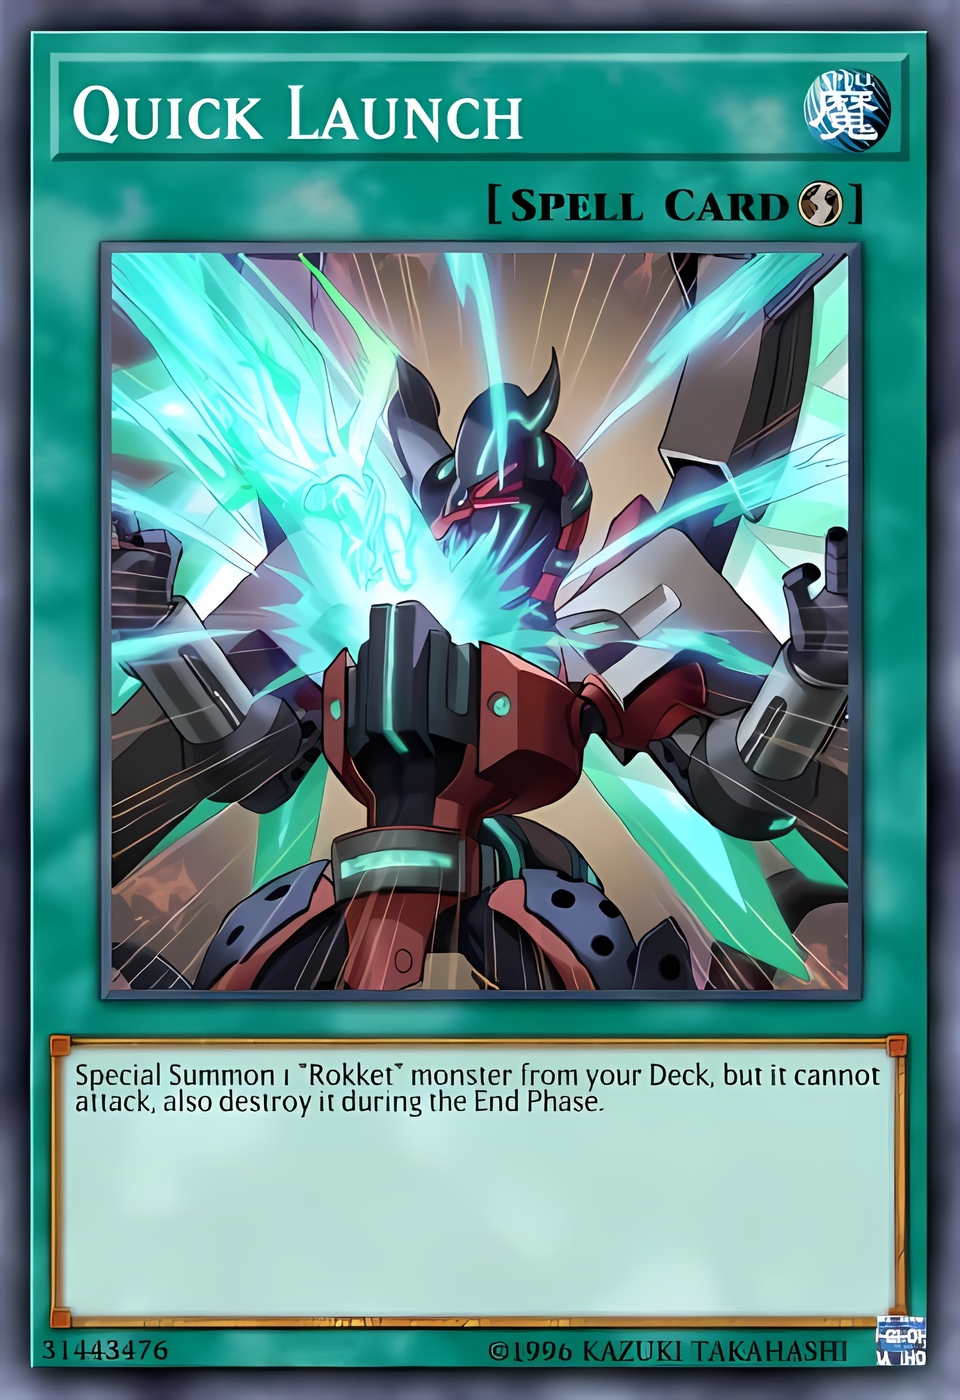 Quick Launch
魔
[Spell Card]
Special Summon 1 "Rokket" monster from your Deck, but it cannot
attack, also destroy it during the End Phase.
31443476
©1996 KAZUKI TAKAHASHI